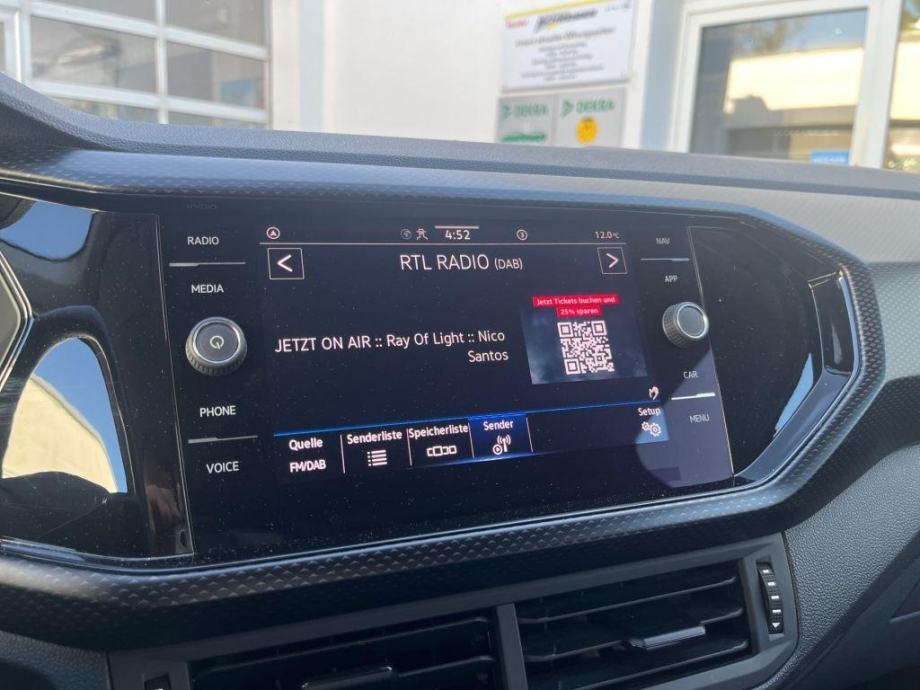 DEKRA
DEKRA
RADIO
MEDIA
PHONE
VOICE
4:52
3
12.0°C
RTL RADIO (DAB)
JETZT ON AIR :: Ray Of Light :: Nico
Santos
Jetzt Tickets buchen und
25% sparen
Quelle
FM/DAB
Senderliste
Speicherliste
Sender
Setup
NAV
APP
CAR
MENU